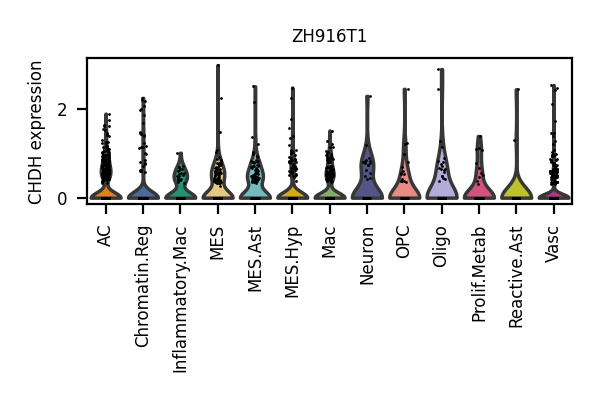 ZH916T1
CHDH expression
2
0
AC
Chromatin.Reg
Inflammatory.Mac
MES
MES.Ast
MES.Hyp
Mac
Neuron
OPC
Oligo
Prolif.Metab
Reactive.Ast
Vasc